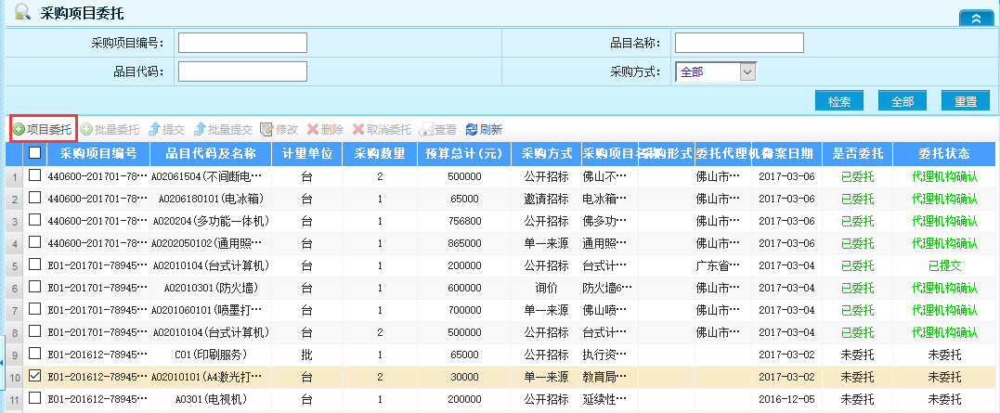 采购项目委托
采购项目编号： 品目名称：
品目代码： 采购方式： 全部
检索 全部 重置
项目委托 批量委托 提交 批量提交 修改 删除 取消委托 查看 刷新
采购项目编号 品目代码及名称 计量单位 采购数量 预算总计(元) 采购方式 采购项目名称 采购形式 委托代理机构 备案日期 是否委托 委托状态
1 440600-201701-78··· A02061504(不间断电··· 台 2 500000 公开招标 佛山不··· 佛山市··· 2017-03-06 已委托 代理机构确认
2 440600-201701-78··· A0206180101(电冰箱) 台 1 65000 邀请招标 电冰箱··· 佛山市··· 2017-03-06 已委托 代理机构确认
3 440600-201701-78··· A020204(多功能一体机) 台 1 756800 公开招标 佛多功··· 佛山市··· 2017-03-06 已委托 代理机构确认
4 440600-201701-78··· A0202050102(通用照··· 台 1 865000 单一来源 通用照··· 佛山市··· 2017-03-06 已委托 代理机构确认
5 E01-201701-78945··· A02010104(台式计算机) 台 1 200000 公开招标 台式计··· 广东省··· 2017-03-04 已委托 已提交
6 E01-201701-78945··· A02010301(防火墙) 台 1 600000 询价 防火墙6··· 佛山市··· 2017-03-04 已委托 代理机构确认
7 E01-201701-78945··· A0201060101(喷墨打··· 台 1 700000 单一来源 佛山喷··· 佛山市··· 2017-03-04 已委托 代理机构确认
8 E01-201701-78945··· A02010104(台式计算机) 台 2 500000 公开招标 台式计··· 佛山市··· 2017-03-04 已委托 代理机构确认
9 E01-201612-78945··· C01(印刷服务) 批 1 65000 公开招标 执行资··· 2017-03-02 未委托 未委托
10 E01-201612-78945··· A02010101(A4激光打··· 台 2 30000 单一来源 教育局··· 2017-03-02 未委托 未委托
11 E01-201612-78945··· A0301(电视机) 台 1 200000 公开招标 延续性··· 2016-12-05 未委托 未委托